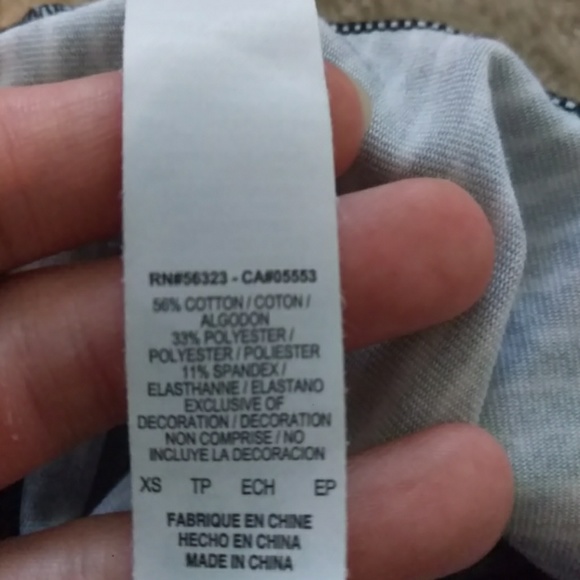 RN#56323 - CA#05553
56% COTTON / COTON /
ALGODON
33% POLYESTER /
POLYESTER / POLIESTER
11% SPANDEX /
ELASTHANNE / ELASTANO
EXCLUSIVE OF
DECORATION / DECORATION
NON COMPRISE / NO
INCLUYE LA DECORACION
XS TP ECH EP
FABRIQUE EN CHINE
HECHO EN CHINA
MADE IN CHINA